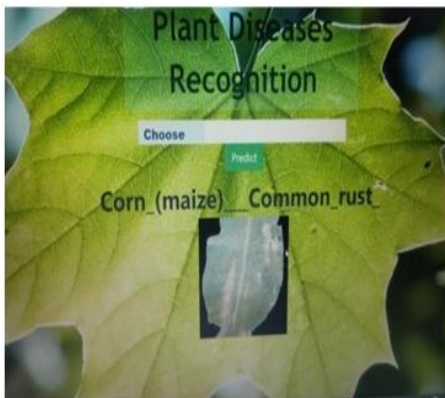 Plant Diseases
Recognition
Choose
Predict
Corn_(maize)___Common_rust_